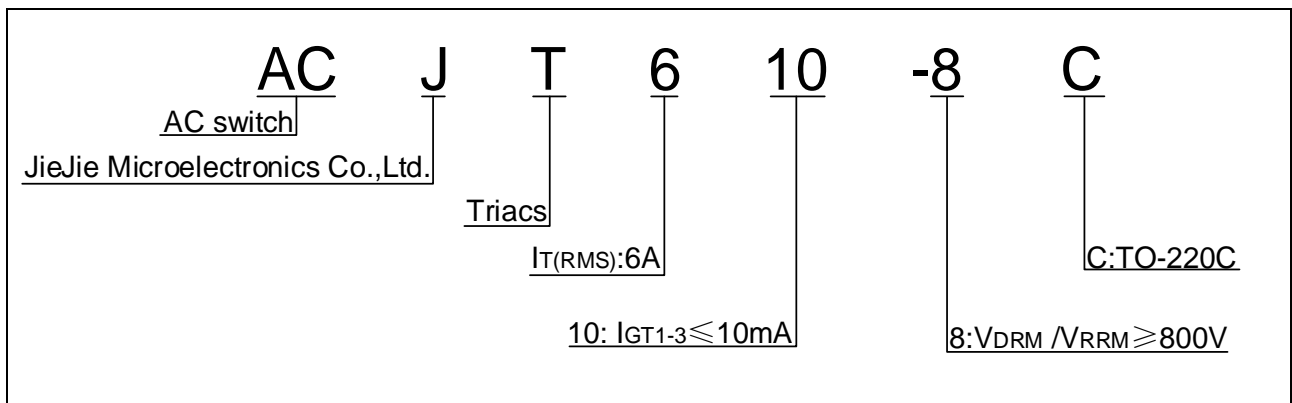 AC J T 6 10 -8 C
AC switch
JieJie Microelectronics Co.,Ltd.
Triacs
IT(RMS):6A
C:TO-220C
10: IGT1-3≤10mA
8:VDRM /VRRM≥800V